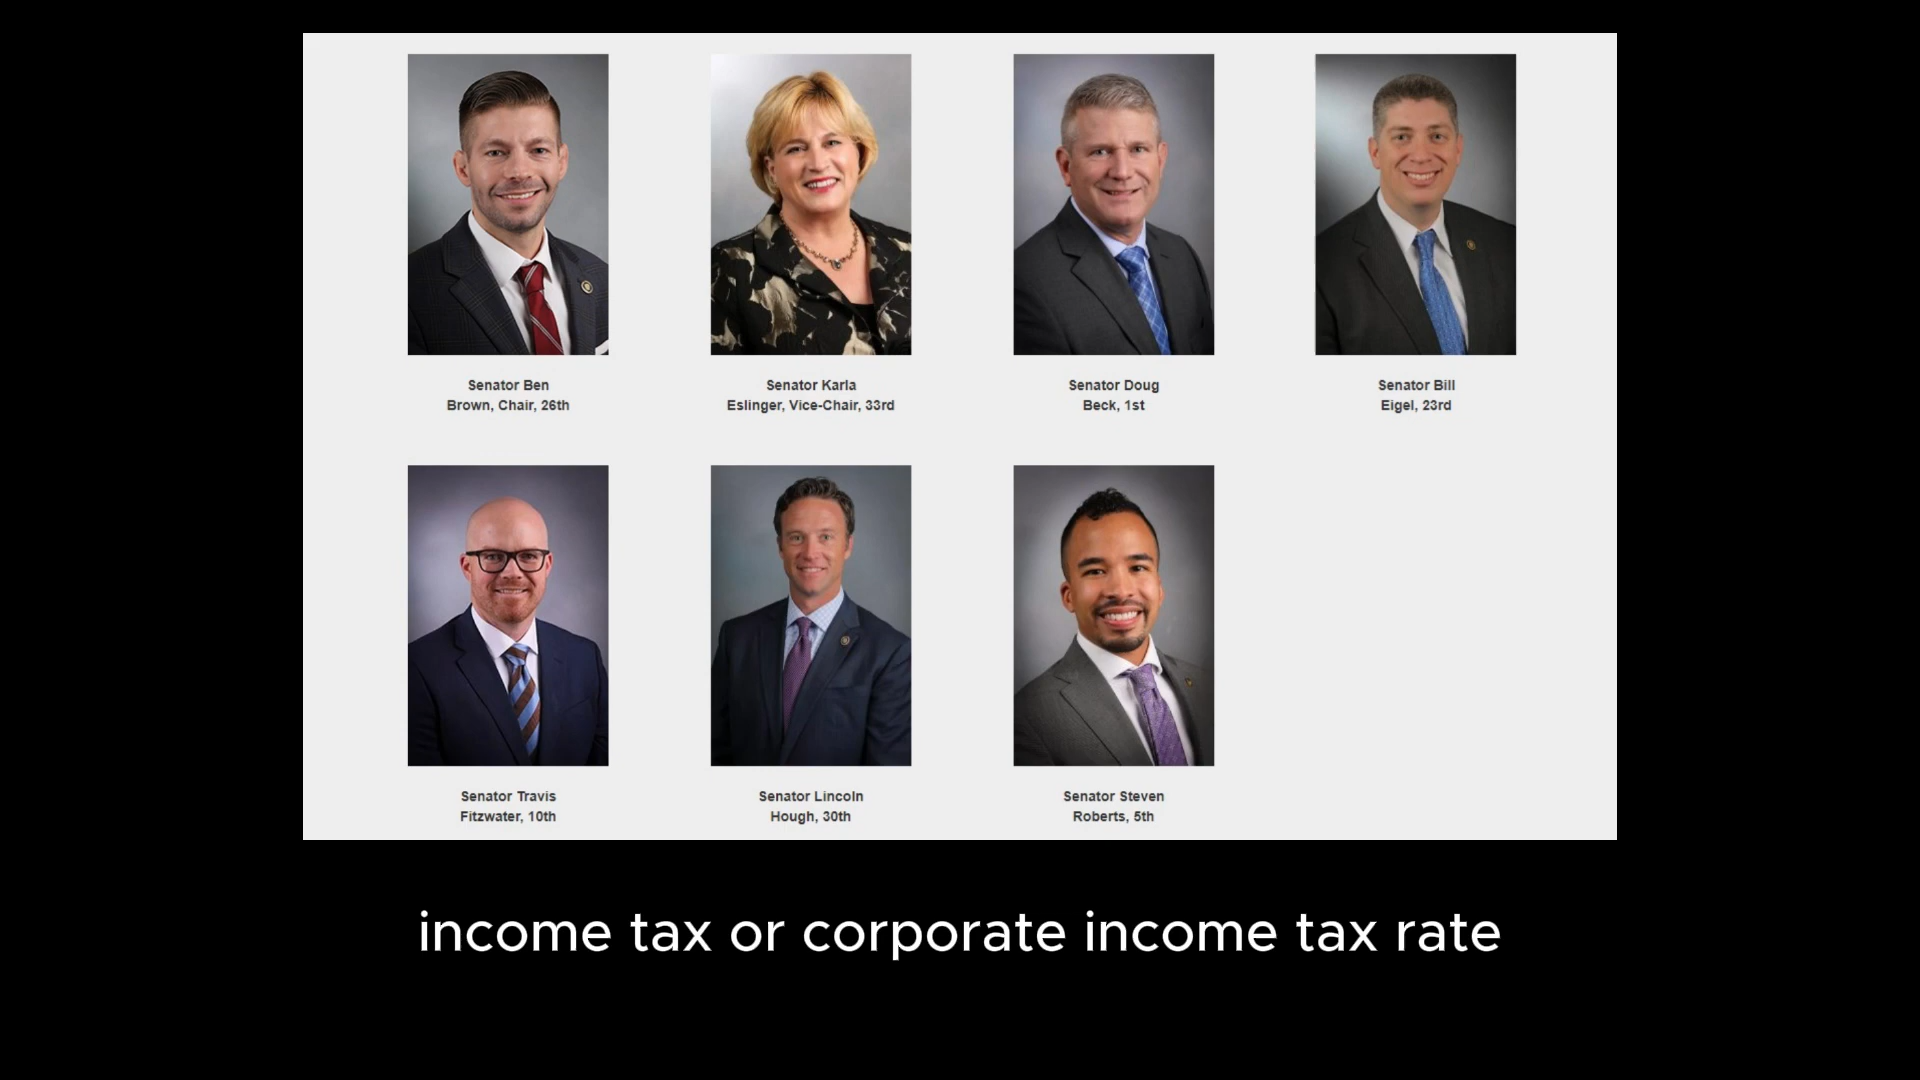 Senator Ben
Brown, Chair, 26th
Senator Karla
Eslinger, Vice-Chair, 33rd
Senator Doug
Beck, 1st
Senator Bill
Eigel, 23rd
Senator Travis
Fitzwater, 10th
Senator Lincoln
Hough, 30th
Senator Steven
Roberts, 5th
income tax or corporate income tax rate